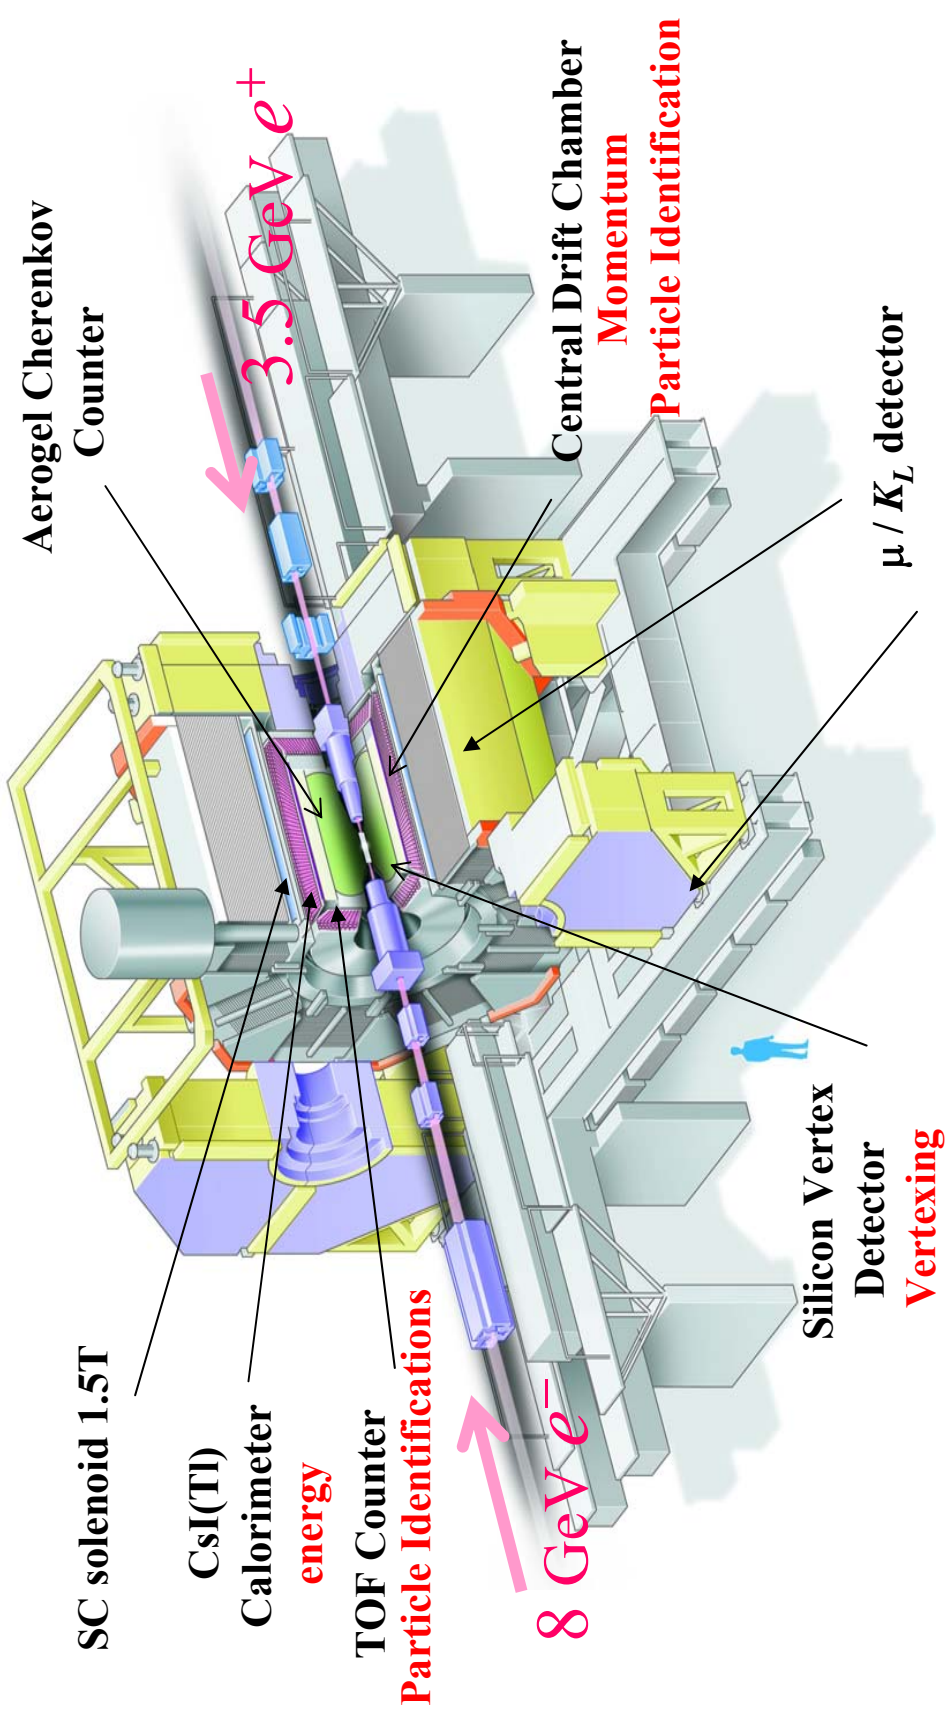 SC solenoid 1.5T
CsI(Tl)
Calorimeter
energy
TOF Counter
Particle Identifications
8 GeV e⁻
Aerogel Cherenkov
Counter
3.5 GeV e⁺
Central Drift Chamber
Momentum
Particle Identification
μ / K_L detector
Silicon Vertex
Detector
Vertexing